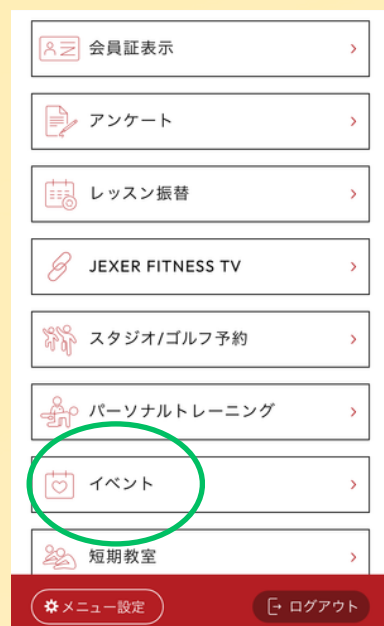 会員証表示
アンケート
レッスン振替
JEXER FITNESS TV
スタジオ/ゴルフ予約
パーソナルトレーニング
イベント
短期教室
メニュー設定
ログアウト